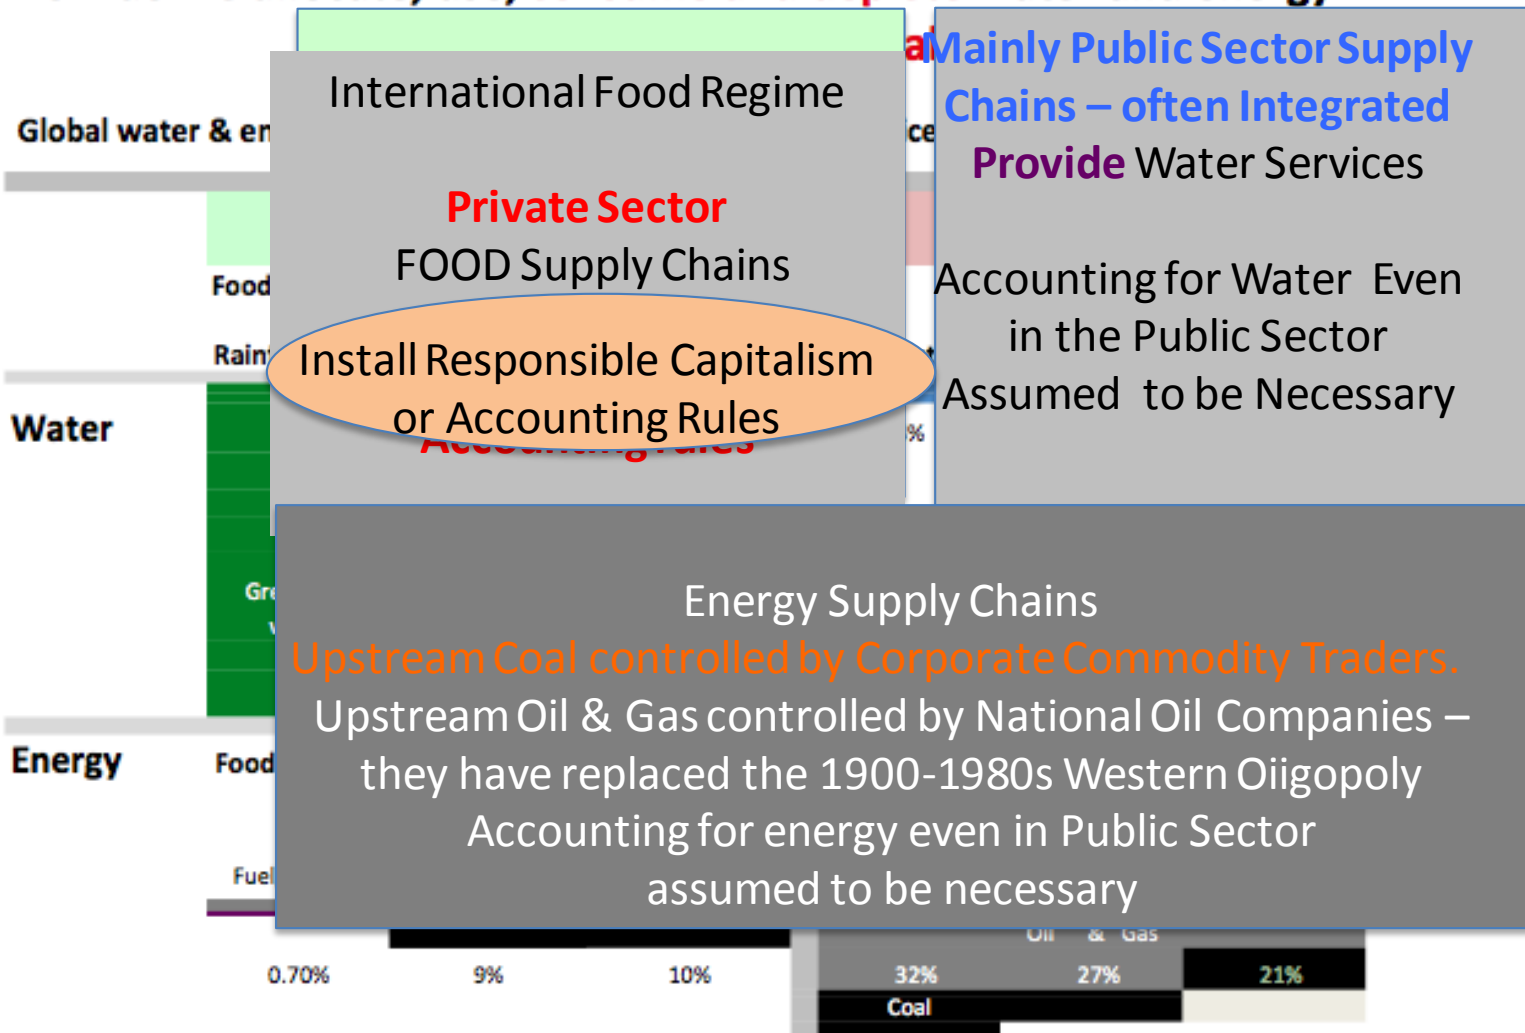 International Food Regime
Private Sector
FOOD Supply Chains
Install Responsible Capitalism
or Accounting Rules
Accounting rules
Mainly Public Sector Supply
Chains – often Integrated
Provide Water Services
Accounting for Water Even
in the Public Sector
Assumed to be Necessary
Global water &
Food
Water
%
Energy Supply Chains
Upstream Coal controlled by Corporate Commodity Traders.
Upstream Oil & Gas controlled by National Oil Companies –
they have replaced the 1900-1980s Western Oiigopoly
Accounting for energy even in Public Sector
assumed to be necessary
Energy
Food
Fuel
Oil & Gas
0.70% 9% 10% 32% 27% 21%
Coal